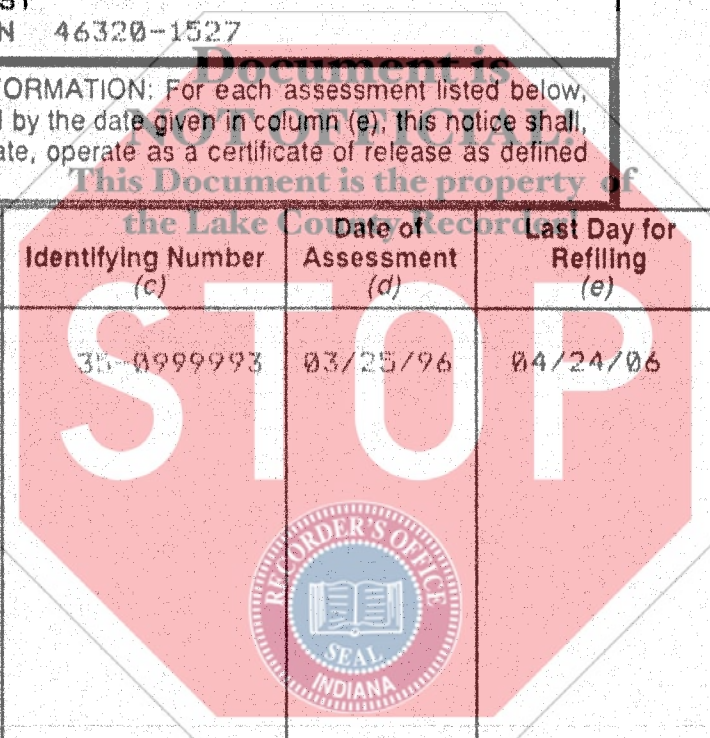 N 46320-1527
Document is
ORMATION: For each assessment listed below,
NOT OFFICIAL!
by the date given in column (e), this notice shall,
ate, operate as a certificate of release as defined
This Document is the property of
the Lake County Recorder!
Identifying Number
(c)
Date of
Assessment
(d)
Last Day for
Refiling
(e)
35-0999993 03/25/96 04/24/06
STOP
RECORDER'S OFFICE
SEAL
INDIANA